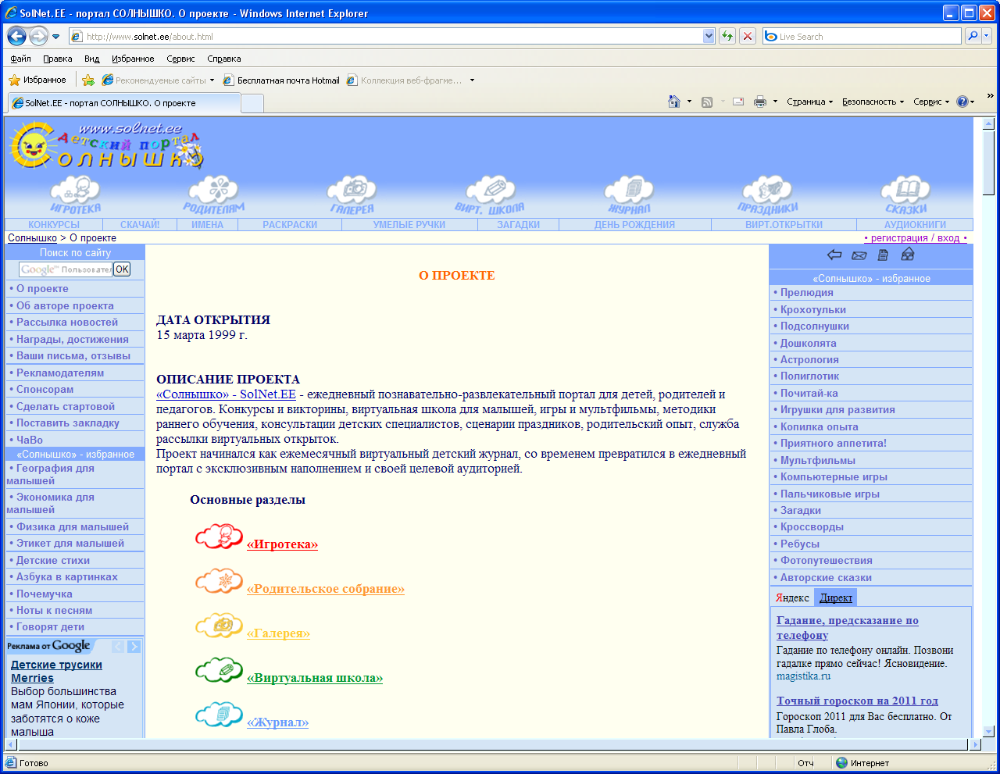 SolNet.EE - портал СОЛНЫШКО. О проекте - Windows Internet Explorer
http://www.solnet.ee/about.html
Live Search
Файл Правка Вид Избранное Сервис Справка
Избранное Рекомендуемые сайты Бесплатная почта Hotmail Коллекция веб-фрагме...
SolNet.EE - портал СОЛНЫШКО. О проекте
Страница Безопасность Сервис
www.solnet.ee
Детский портал
Солнышко
ИГРОТЕКА РОДИТЕЛЯМ ГАЛЕРЕЯ ВИРТ. ШКОЛА ЖУРНАЛ ПРАЗДНИКИ СКАЗКИ
КОНКУРСЫ СКАЧАЙ! ИМЕНА РАСКРАСКИ УМЕЛЫЕ РУЧКИ ЗАГАДКИ ДЕНЬ РОЖДЕНИЯ ВИРТ.ОТКРЫТКИ АУДИОКНИГИ
Солнышко > О проекте
• регистрация / вход •
Поиск по сайту
Google™ Пользовател
OK
• О проекте
• Об авторе проекта
• Рассылка новостей
• Награды, достижения
• Ваши письма, отзывы
• Рекламодателям
• Спонсорам
• Сделать стартовой
• Поставить закладку
• ЧаВо
«Солнышко» - избранное
• География для
малышей
• Экономика для
малышей
• Физика для малышей
• Этикет для малышей
• Детские стихи
• Азбука в картинках
• Почемучка
• Ноты к песням
• Говорят дети
Реклама от Google
Детские трусики
Merries
Выбор большинства
мам Японии, которые
заботятся о коже
малыша
О ПРОЕКТЕ
ДАТА ОТКРЫТИЯ
15 марта 1999 г.
ОПИСАНИЕ ПРОЕКТА
«Солнышко» - SolNet.EE - ежедневный познавательно-развлекательный портал для детей, родителей и
педагогов. Конкурсы и викторины, виртуальная школа для малышей, игры и мультфильмы, методики
раннего обучения, консультации детских специалистов, сценарии праздников, родительский опыт, служба
рассылки виртуальных открыток.
Проект начинался как ежемесячный виртуальный детский журнал, со временем превратился в ежедневный
портал с эксклюзивным наполнением и своей целевой аудиторией.
Основные разделы
«Игротека»
«Родительское собрание»
«Галерея»
«Виртуальная школа»
«Журнал»
«Солнышко» - избранное
• Прелюдия
• Крохотульки
• Подсолнушки
• Дошколята
• Астрология
• Полиглотик
• Почитай-ка
• Игрушки для развития
• Копилка опыта
• Приятного аппетита!
• Мультфильмы
• Компьютерные игры
• Пальчиковые игры
• Загадки
• Кроссворды
• Ребусы
• Фотопутешествия
• Авторские сказки
Яндекс Директ
Гадание, предсказание по
телефону
Гадание по телефону онлайн. Позвони
гадалке прямо сейчас! Ясновидение.
magistika.ru
Точный гороскоп на 2011 год
Гороскоп 2011 для Вас бесплатно. От
Павла Глоба.
Готово
Отч
Интернет